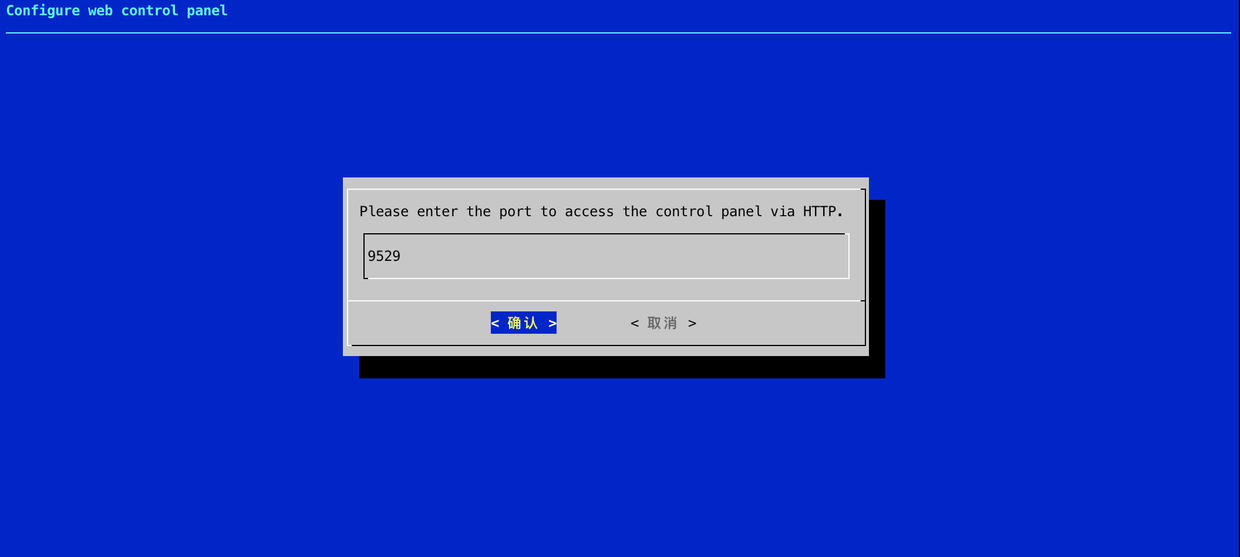 Configure web control panel
Please enter the port to access the control panel via HTTP.
9529
< 确认 > < 取消 >